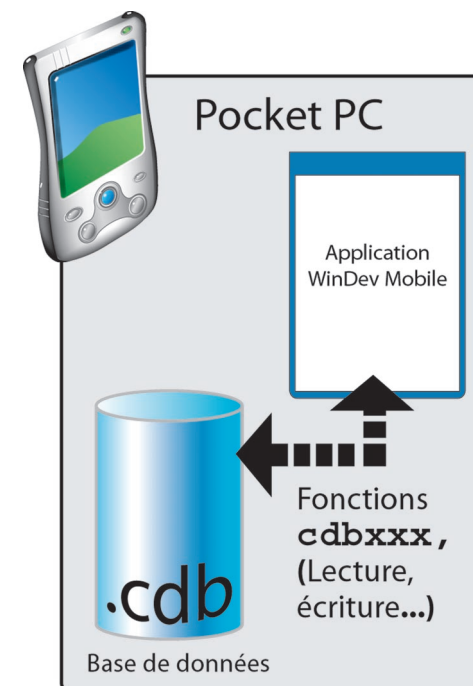 Pocket PC
Application
WinDev Mobile
Fonctions
cdbxxx,
(Lecture,
écriture...)
.cdb
Base de données